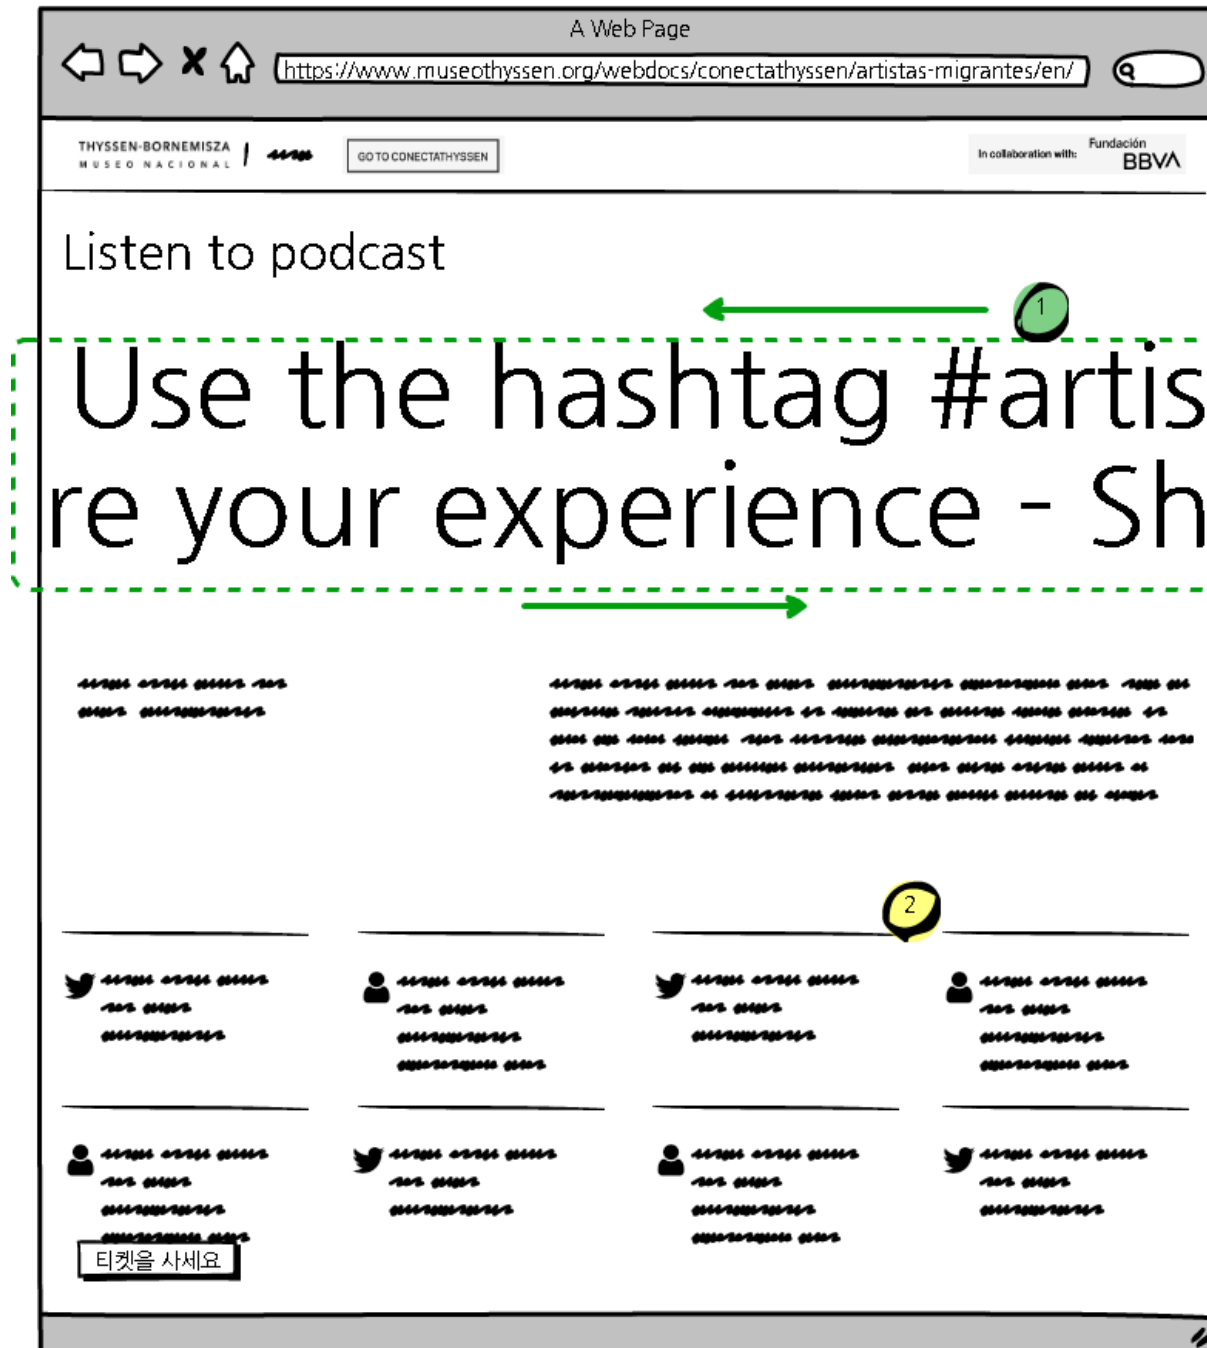 A Web Page
https://www.museothyssen.org/webdocs/conectathyssen/artistas-migrantes/en/
THYSSEN-BORNEMISZA
MUSEO NACIONAL
GO TO CONECTATHYSSEN
In collaboration with:
Fundación
BBVA
Listen to podcast
1
Use the hashtag #artis
re your experience - Sh
2
티켓을 사세요